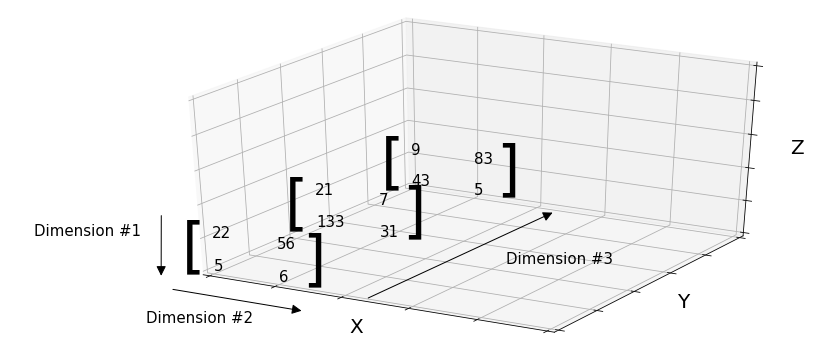 9 83
43 5
21 7
133 31
22 56
5 6
Dimension #1
Dimension #2
Dimension #3
X
Y
Z